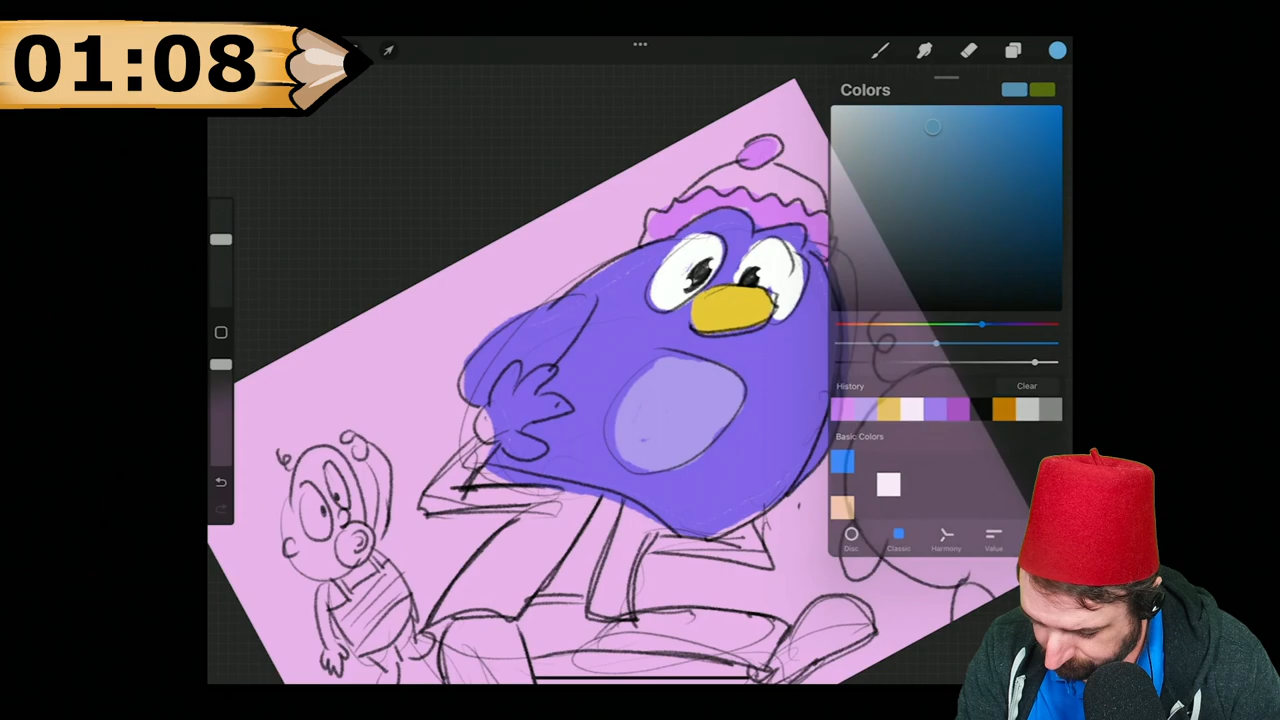 01:08
Colors
History
Clear
Basic Colors
Disc
Classic
Harmony
Value